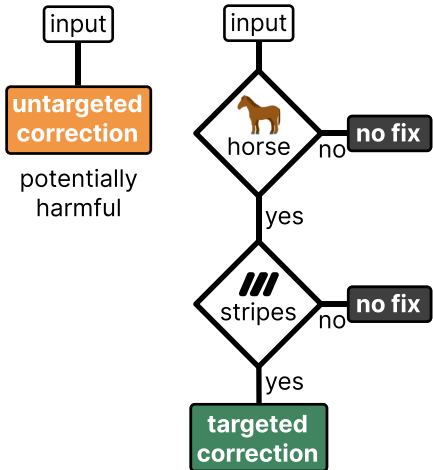 input
untargeted
correction
potentially
harmful
input
horse
no
no fix
yes
stripes
no
no fix
yes
targeted
correction